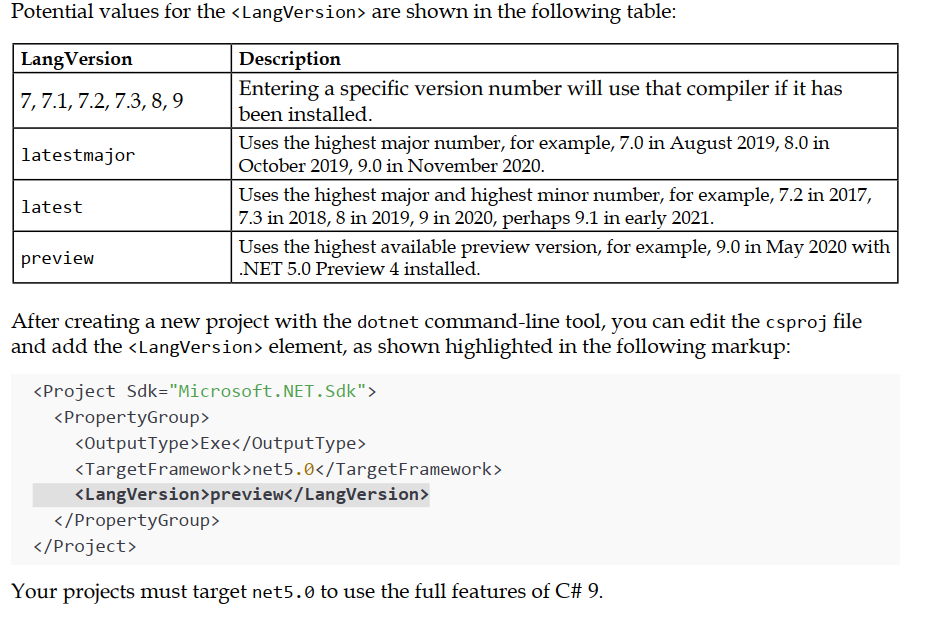 Potential values for the <LangVersion> are shown in the following table:
LangVersion Description
7, 7.1, 7.2, 7.3, 8, 9 Entering a specific version number will use that compiler if it has
been installed.
latestmajor Uses the highest major number, for example, 7.0 in August 2019, 8.0 in
October 2019, 9.0 in November 2020.
latest Uses the highest major and highest minor number, for example, 7.2 in 2017,
7.3 in 2018, 8 in 2019, 9 in 2020, perhaps 9.1 in early 2021.
preview Uses the highest available preview version, for example, 9.0 in May 2020 with
.NET 5.0 Preview 4 installed.
After creating a new project with the dotnet command-line tool, you can edit the csproj file
and add the <LangVersion> element, as shown highlighted in the following markup:
<Project Sdk="Microsoft.NET.Sdk">
<PropertyGroup>
<OutputType>Exe</OutputType>
<TargetFramework>net5.0</TargetFramework>
<LangVersion>preview</LangVersion>
</PropertyGroup>
</Project>
Your projects must target net5.0 to use the full features of C# 9.